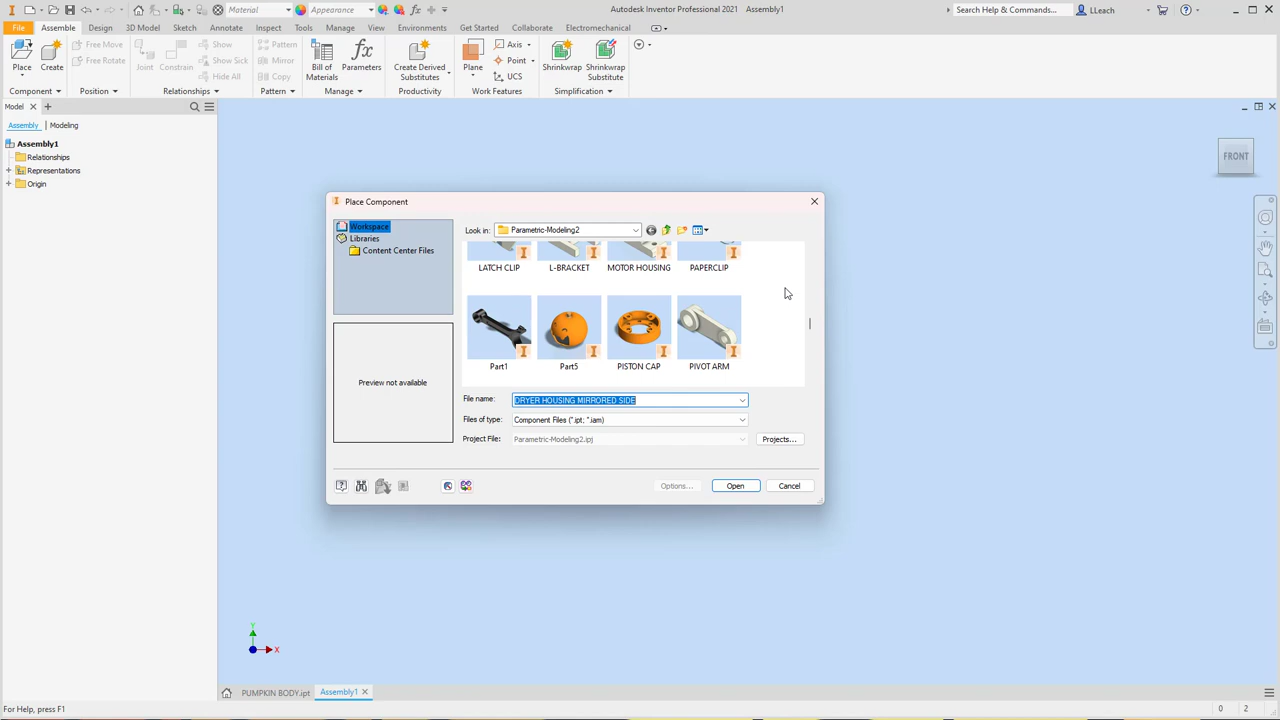 Material
Appearance
Autodesk Inventor Professional 2021 Assembly1
Search Help & Commands...
LLeach
File Assemble Design 3D Model Sketch Annotate Inspect Tools Manage View Environments Get Started Collaborate Electromechanical
Place
Create
Free Move
Free Rotate
Joint
Constrain
Show
Show Sick
Hide All
Pattern
Mirror
Copy
Bill of Materials
Parameters
Create Derived Substitutes
Plane
Axis
Point
UCS
Shrinkwrap
Shrinkwrap Substitute
Component Position Relationships Pattern Manage Productivity Work Features Simplification
Model
Assembly | Modeling
Assembly1
Relationships
Representations
Origin
FRONT
Place Component
Workspace
Libraries
Content Center Files
Look in: Parametric-Modeling2
LATCH CLIP L-BRACKET MOTOR HOUSING PAPERCLIP
Part1 Part5 PISTON CAP PIVOT ARM
Preview not available
File name: DRYER HOUSING MIRRORED SIDE
Files of type: Component Files (*.ipt; *.iam)
Project File: Parametric-Modeling2.ipj Projects...
Options... Open Cancel
Y
X
PUMPKIN BODY.ipt Assembly1
For Help, press F1
0 2